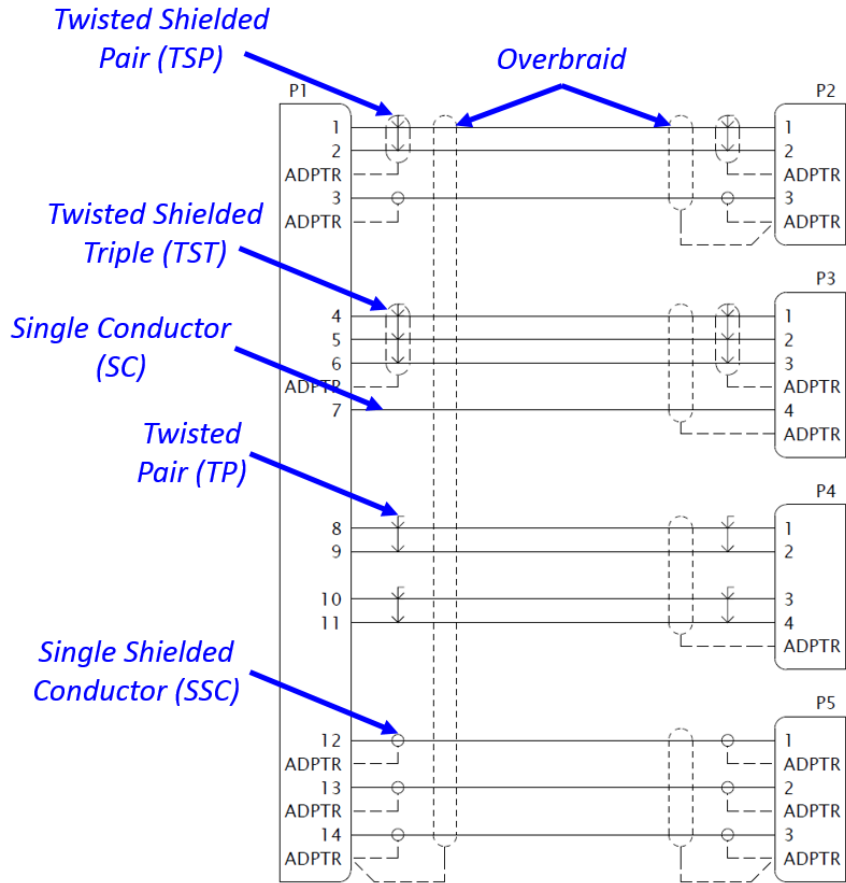 Twisted Shielded
Pair (TSP)
Overbraid
P1
P2
1
1
2
2
ADPTR
ADPTR
3
3
ADPTR
ADPTR
Twisted Shielded
Triple (TST)
P3
4
1
5
2
Single Conductor
(SC)
6
3
ADPTR
ADPTR
7
4
ADPTR
Twisted
Pair (TP)
P4
8
1
9
2
10
3
11
4
ADPTR
Single Shielded
Conductor (SSC)
P5
12
1
ADPTR
ADPTR
13
2
ADPTR
ADPTR
14
3
ADPTR
ADPTR